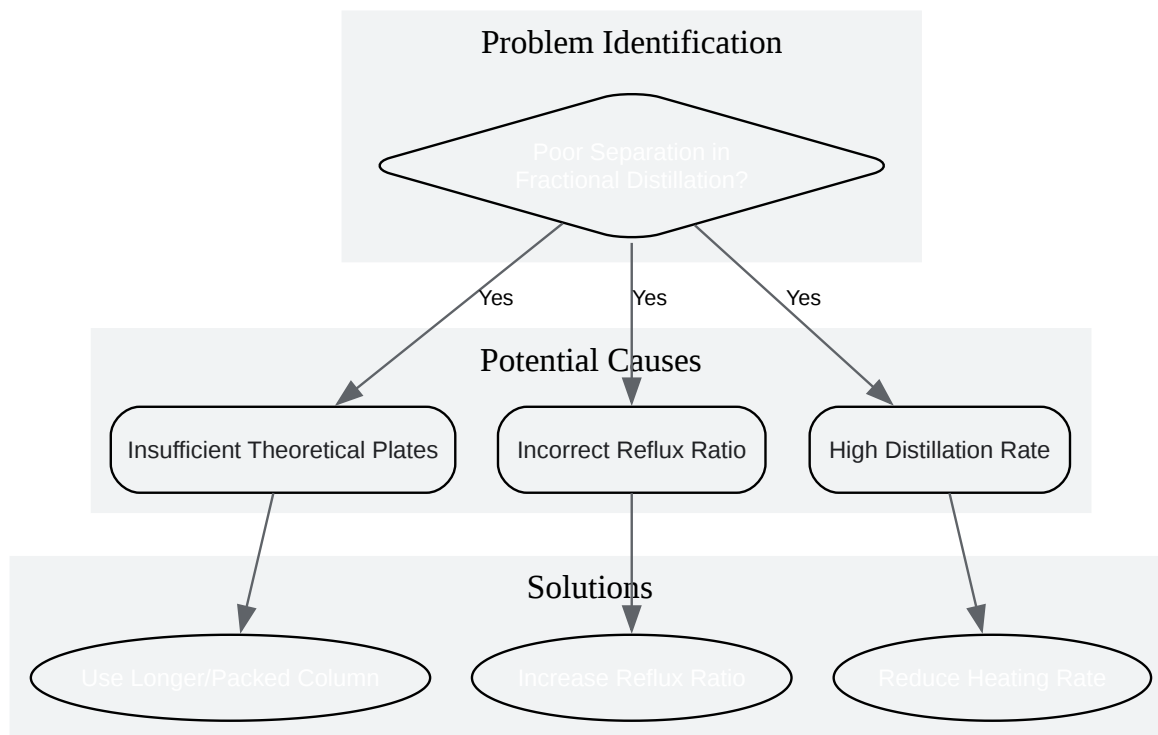 Problem Identification
Poor Separation in
Fractional Distillation?
Yes
Yes
Yes
Potential Causes
Insufficient Theoretical Plates
Incorrect Reflux Ratio
High Distillation Rate
Solutions
Use Longer/Packed Column
Increase Reflux Ratio
Reduce Heating Rate